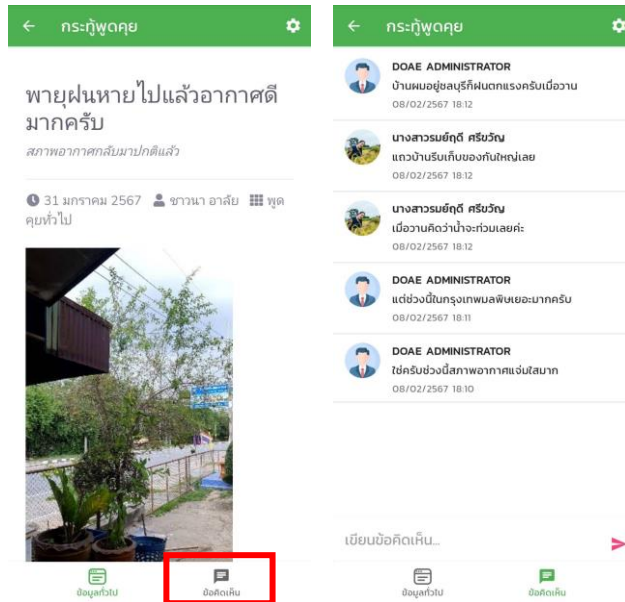 กระทู้พูดคุย
พายุฝนหายไปแล้วอากาศดี
มากครับ
สภาพอากาศกลับมาปกติแล้ว
31 มกราคม 2567 ชาวนา อาลัย พูด
คุยทั่วไป
ข้อมูลทั่วไป
ข้อคิดเห็น
กระทู้พูดคุย
DOAE ADMINISTRATOR
บ้านผมอยู่ชลบุรีก็ฝนตกแรงครับเมื่อวาน
08/02/2567 18:12
นางสาวรมย์ฤดี ศรีขวัญ
แถวบ้านรีบเก็บของกันใหญ่เลย
08/02/2567 18:12
นางสาวรมย์ฤดี ศรีขวัญ
เมื่อวานคิดว่าน้ำจะท่วมเลยค่ะ
08/02/2567 18:12
DOAE ADMINISTRATOR
แต่ช่วงนี้ในกรุงเทพมลพิษเยอะมากครับ
08/02/2567 18:11
DOAE ADMINISTRATOR
ใช่ครับช่วงนี้สภาพอากาศแจ่มใสมาก
08/02/2567 18:10
เขียนข้อคิดเห็น...
ข้อมูลทั่วไป
ข้อคิดเห็น